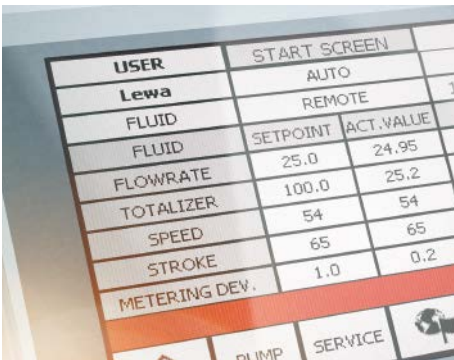 USER START SCREEN
Lewa AUTO
FLUID REMOTE
FLUID SETPOINT ACT.VALUE
FLOWRATE 25.0 24.95
TOTALIZER 100.0 25.2
SPEED 54 54
STROKE 65 65
METERING DEV. 1.0 0.2
PUMP SERVICE